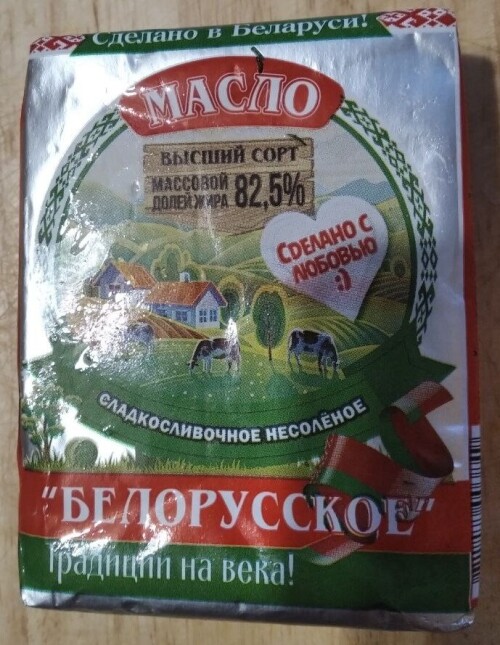 Сделано в Беларуси!
МАСЛО
ВЫСШИЙ СОРТ
МАССОВОЙ
ДОЛЕЙ ЖИРА 82,5%
СДЕЛАНО С
ЛЮБОВЬЮ
:)
СЛАДКОСЛИВОЧНОЕ НЕСОЛЁНОЕ
"БЕЛОРУССКОЕ"
Традиции на века!